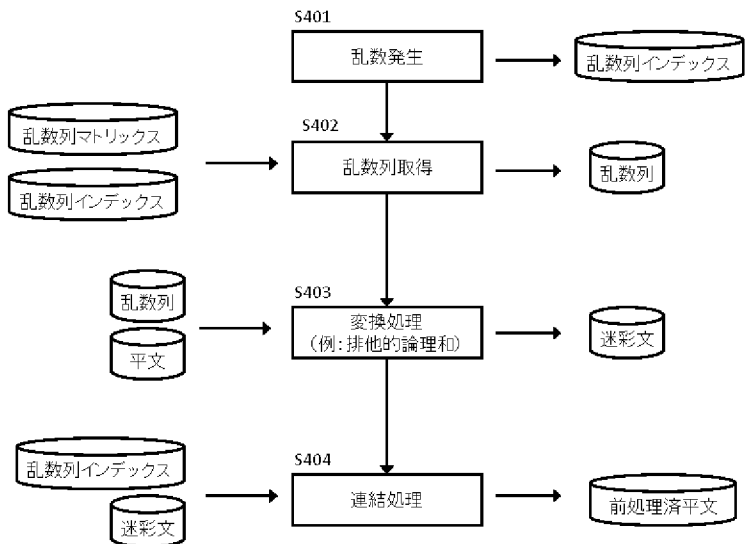 S401
乱数発生
乱数列インデックス
S402
乱数列マトリックス
乱数列インデックス
乱数列取得
乱数列
S403
乱数列
平文
変換処理
(例:排他的論理和)
迷彩文
S404
乱数列インデックス
迷彩文
連結処理
前処理済平文